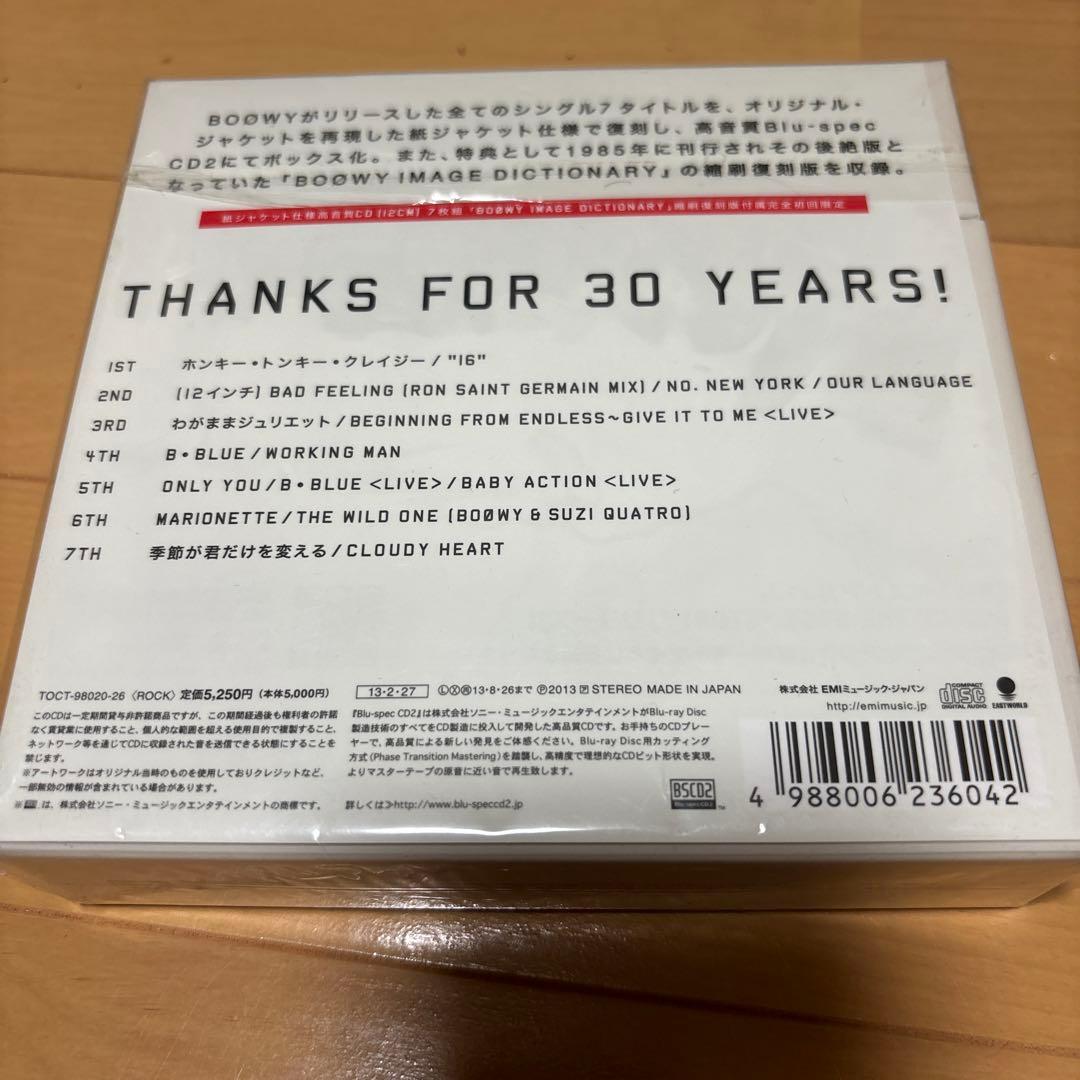 BOØWYがリリースした全てのシングル7タイトルを、オリジナル・
ジャケットを再現した紙ジャケット仕様で復刻し、高音質Blu-spec
CD2にてボックス化。また、特典として1985年に刊行されその後絶版と
なっていた「BOØWY IMAGE DICTIONARY」の縮刷復刻版を収録。
紙ジャケット仕様高音質CD(12CM) 7枚組「BOØWY IMAGE DICTIONARY」縮刷復刻版付属完全初回限定
THANKS FOR 30 YEARS!
1ST ホンキー・トンキー・クレイジー / "16"
2ND (12インチ) BAD FEELING (RON SAINT GERMAIN MIX) / NO. NEW YORK / OUR LANGUAGE
3RD わがままジュリエット / BEGINNING FROM ENDLESS~GIVE IT TO ME <LIVE>
4TH B・BLUE / WORKING MAN
5TH ONLY YOU / B・BLUE <LIVE> / BABY ACTION <LIVE>
6TH MARIONETTE / THE WILD ONE (BOØWY & SUZI QUATRO)
7TH 季節が君だけを変える / CLOUDY HEART
TOCT-98020-26 〈ROCK〉 定価5,250円 (本体5,000円)
このCDは一定期間貸与非許諾商品ですが、この期間経過後も権利者の許諾
なく賃貸業に使用すること、個人的な範囲を超える使用目的で複製すること、
ネットワーク等を通じてCDに収録された音を送信できる状態にすることを
禁じます。
※アートワークはオリジナル当時のものを使用しておりクレジットなど、
一部無効の情報が含まれている場合があります。
※ は、株式会社ソニー・ミュージックエンタテインメントの商標です。
13・2・27 Ⓛ Ⓧ 13・8・26まで Ⓟ2013 STEREO MADE IN JAPAN
『Blu-spec CD2』は株式会社ソニー・ミュージックエンタテインメントがBlu-ray Disc
製造技術のすべてをCD製造に投入して開発した高品質CDです。お手持ちのCDプレイ
ヤーで、高品質による新しい発見をご体感ください。Blu-ray Disc用カッティング
方式(Phase Transition Mastering)を踏襲し、高精度で理想的なCDビット形状を実現。
よりマスターテープの原音に近い音で再生致します。
詳しくは≫http://www.blu-speccd2.jp
BSCD2
Blu-spec CD2
株式会社 EMIミュージック・ジャパン
http://emimusic.jp
COMPACT disc DIGITAL AUDIO
EASTWORLD
4 988006 236042